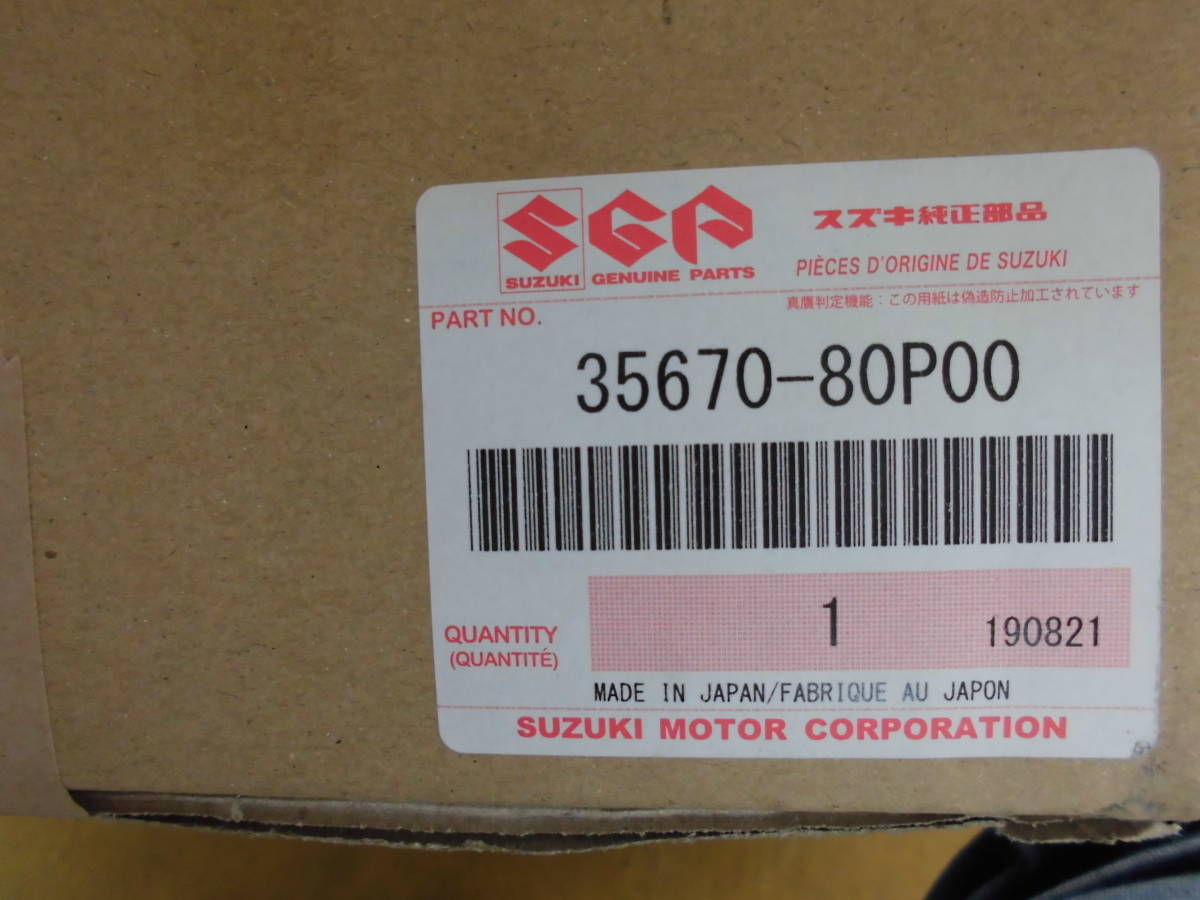 SGP スズキ純正部品
SUZUKI GENUINE PARTS PIÈCES D'ORIGINE DE SUZUKI
真贋判定機能：この用紙は偽造防止加工されています
PART NO.
35670-80P00
1 190821
QUANTITY
(QUANTITÉ)
MADE IN JAPAN/FABRIQUE AU JAPON
SUZUKI MOTOR CORPORATION